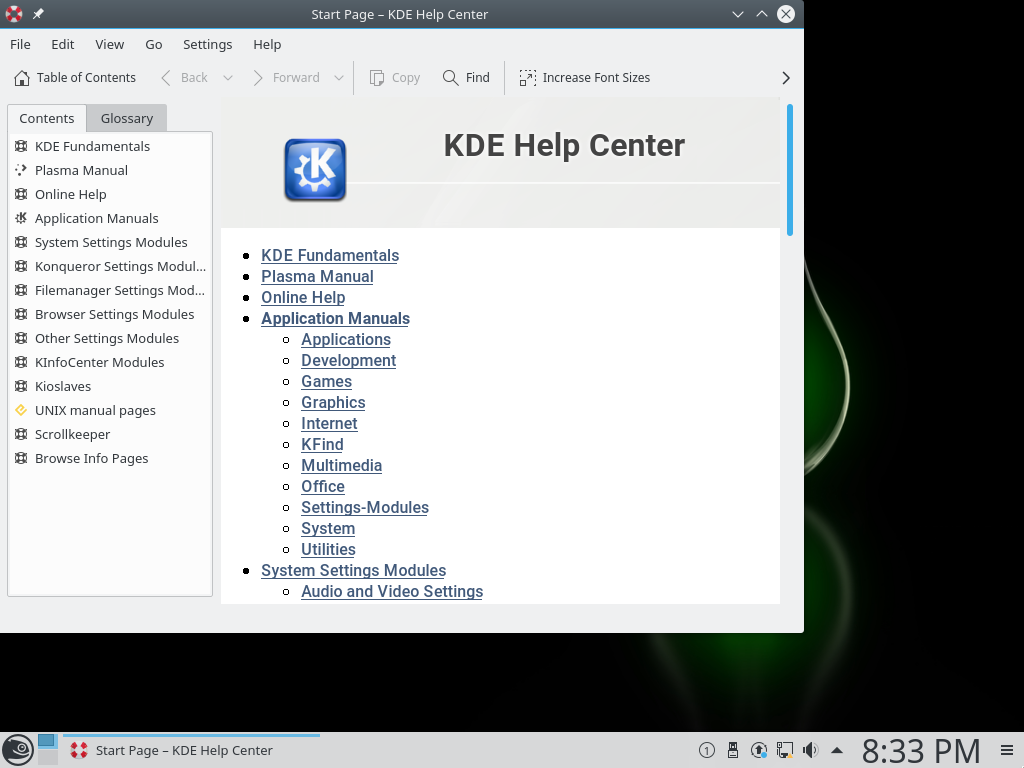 Start Page – KDE Help Center
File Edit View Go Settings Help
Table of Contents Back Forward Copy Find Increase Font Sizes
Contents Glossary
KDE Fundamentals
Plasma Manual
Online Help
Application Manuals
System Settings Modules
Konqueror Settings Modul...
Filemanager Settings Mod...
Browser Settings Modules
Other Settings Modules
KInfoCenter Modules
Kioslaves
UNIX manual pages
Scrollkeeper
Browse Info Pages
KDE Help Center
KDE Fundamentals
Plasma Manual
Online Help
Application Manuals
Applications
Development
Games
Graphics
Internet
KFind
Multimedia
Office
Settings-Modules
System
Utilities
System Settings Modules
Audio and Video Settings
Start Page – KDE Help Center
1
8:33 PM